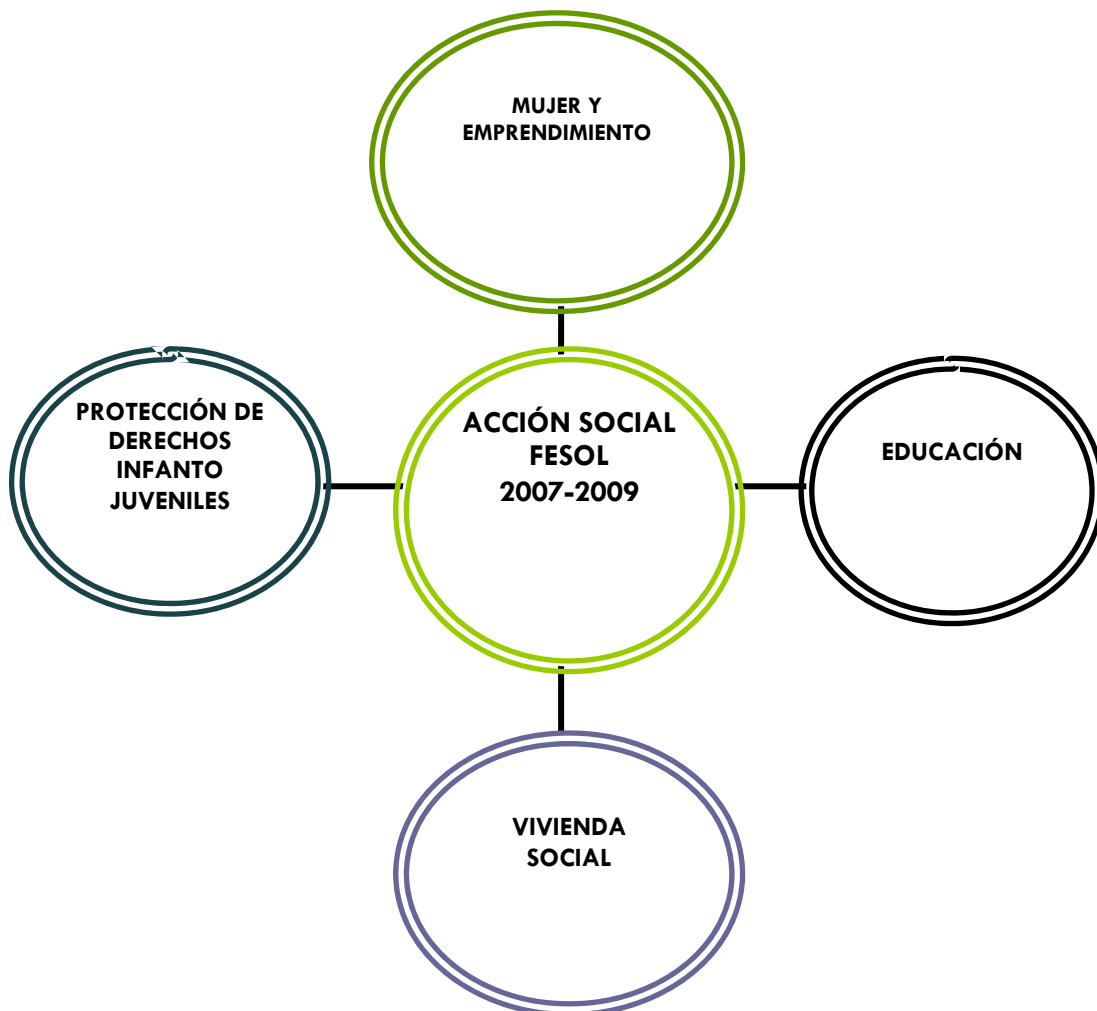 MUJER Y
EMPRENDIMIENTO
PROTECCIÓN DE
DERECHOS
INFANTO
JUVENILES
ACCIÓN SOCIAL
FESOL
2007-2009
EDUCACIÓN
VIVIENDA
SOCIAL